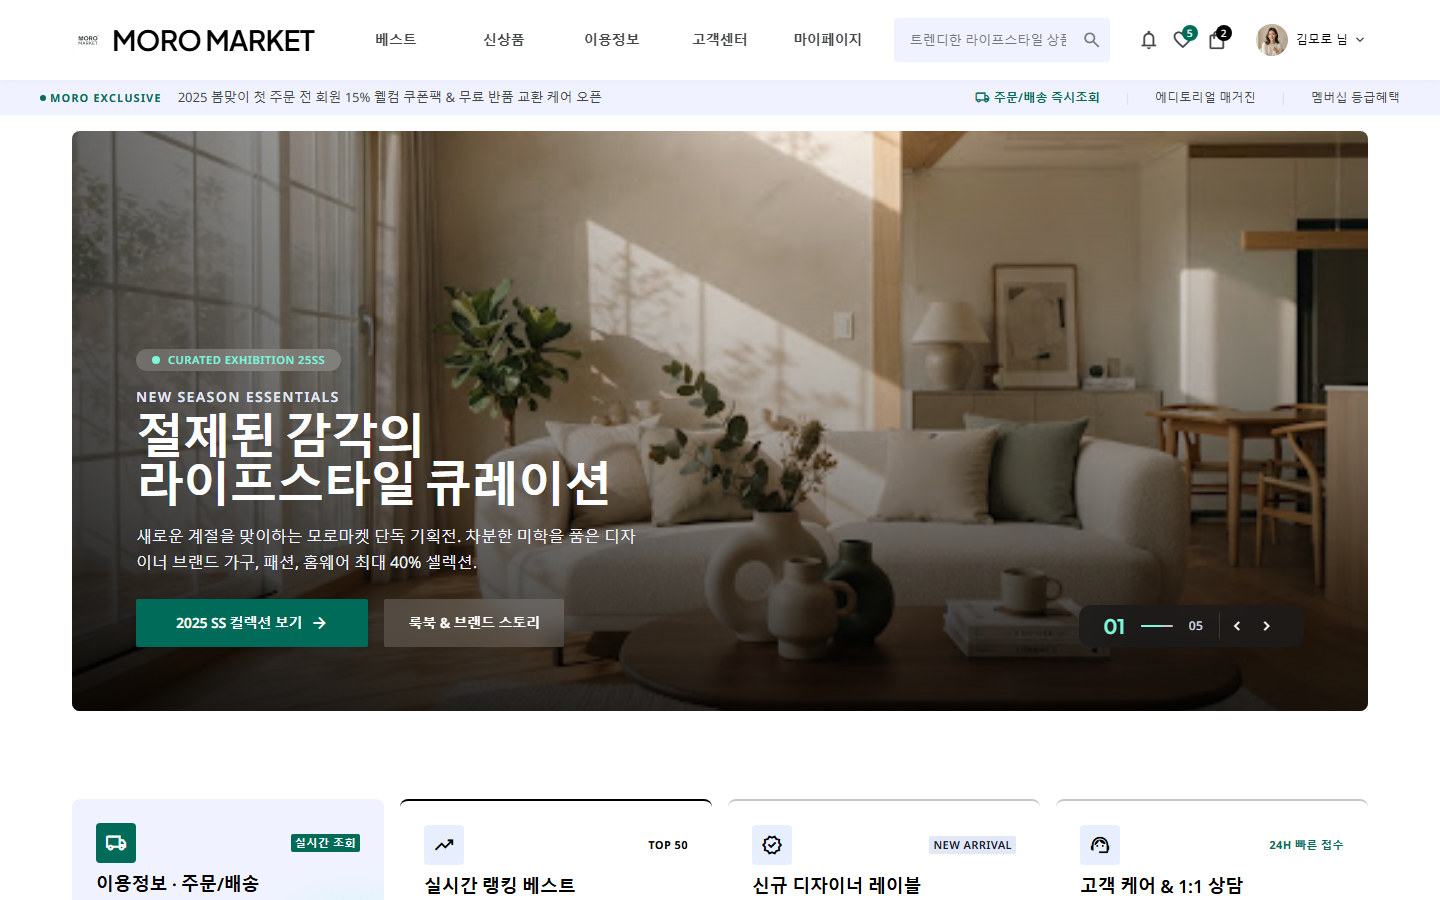 MORO MARKET
MORO MARKET
베스트
신상품
이용정보
고객센터
마이페이지
트렌디한 라이프스타일 상품
5
2
김모로 님
MORO EXCLUSIVE
2025 봄맞이 첫 주문 전 회원 15% 웰컴 쿠폰팩 & 무료 반품 교환 케어 오픈
주문/배송 즉시조회
에디토리얼 매거진
멤버십 등급혜택
CURATED EXHIBITION 25SS
NEW SEASON ESSENTIALS
절제된 감각의
라이프스타일 큐레이션
새로운 계절을 맞이하는 모로마켓 단독 기획전. 차분한 미학을 품은 디자
이너 브랜드 가구, 패션, 홈웨어 최대 40% 셀렉션.
2025 SS 컬렉션 보기
룩북 & 브랜드 스토리
01
05
실시간 조회
이용정보 · 주문/배송
TOP 50
실시간 랭킹 베스트
NEW ARRIVAL
신규 디자이너 레이블
24H 빠른 접수
고객 케어 & 1:1 상담